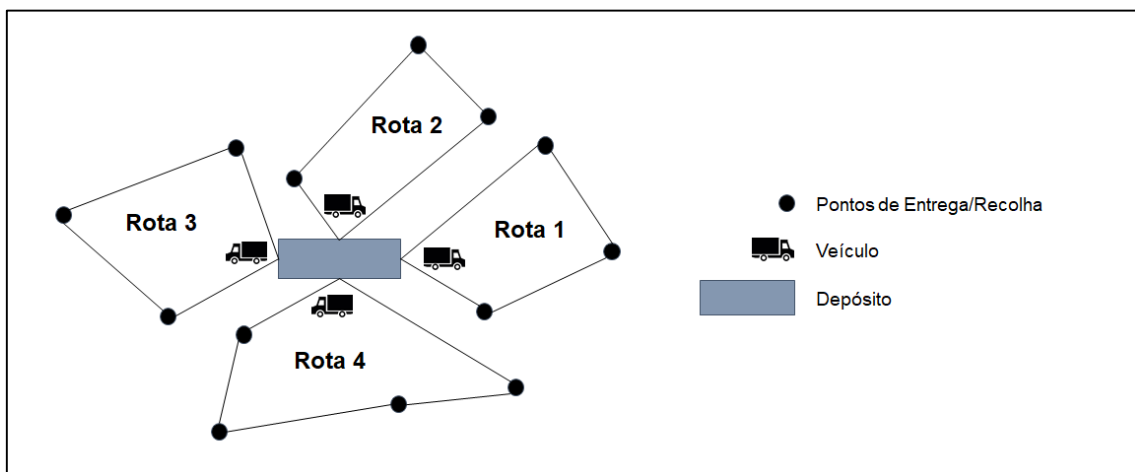 Rota 2
Rota 3
Rota 1
Rota 4
Pontos de Entrega/Recolha
Veículo
Depósito